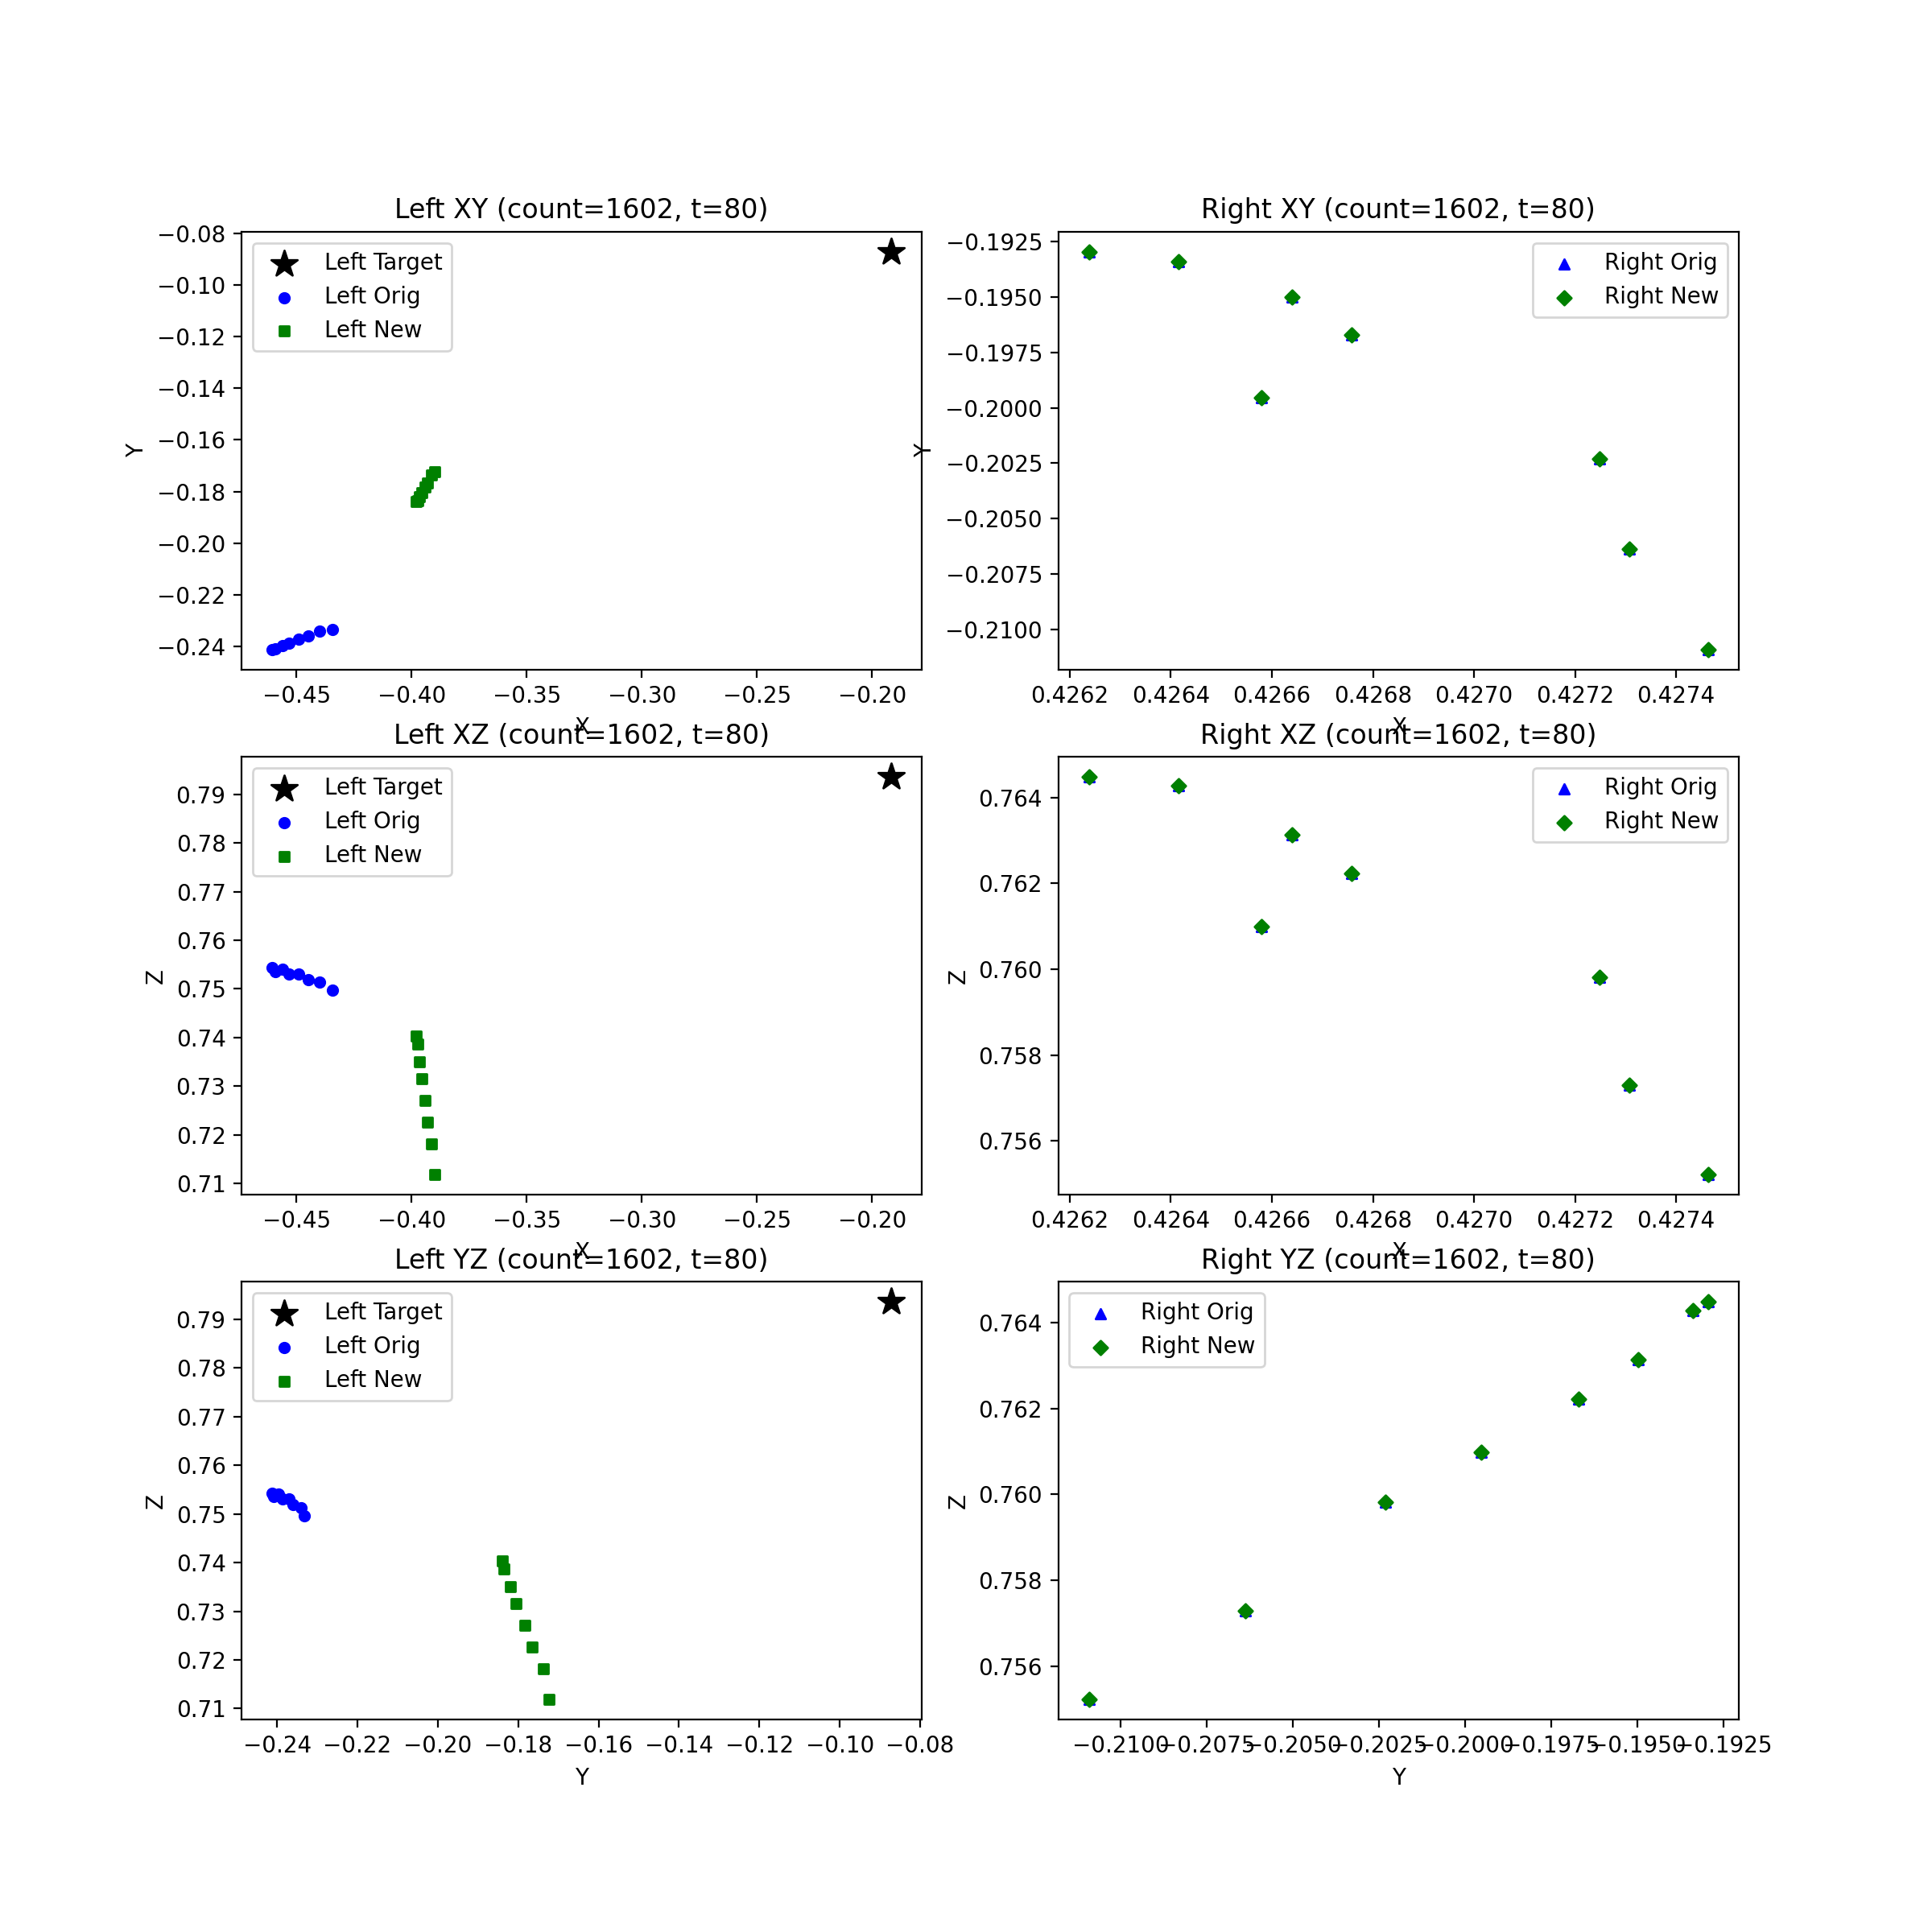 Left XY (count=1602, t=80)
Left Target
Left Orig
Left New
−0.08
−0.10
−0.12
−0.14
−0.16
−0.18
−0.20
−0.22
−0.24
Y
−0.45 −0.40 −0.35 −0.30 −0.25 −0.20
X
Right XY (count=1602, t=80)
Right Orig
Right New
−0.1925
−0.1950
−0.1975
−0.2000
−0.2025
−0.2050
−0.2075
−0.2100
Y
0.4262 0.4264 0.4266 0.4268 0.4270 0.4272 0.4274
X
Left XZ (count=1602, t=80)
Left Target
Left Orig
Left New
0.79
0.78
0.77
0.76
0.75
0.74
0.73
0.72
0.71
Z
−0.45 −0.40 −0.35 −0.30 −0.25 −0.20
X
Right XZ (count=1602, t=80)
Right Orig
Right New
0.764
0.762
0.760
0.758
0.756
Z
0.4262 0.4264 0.4266 0.4268 0.4270 0.4272 0.4274
X
Left YZ (count=1602, t=80)
Left Target
Left Orig
Left New
0.79
0.78
0.77
0.76
0.75
0.74
0.73
0.72
0.71
Z
−0.24 −0.22 −0.20 −0.18 −0.16 −0.14 −0.12 −0.10 −0.08
Y
Right YZ (count=1602, t=80)
Right Orig
Right New
0.764
0.762
0.760
0.758
0.756
Z
−0.2100 −0.2075 −0.2050 −0.2025 −0.2000 −0.1975 −0.1950 −0.1925
Y